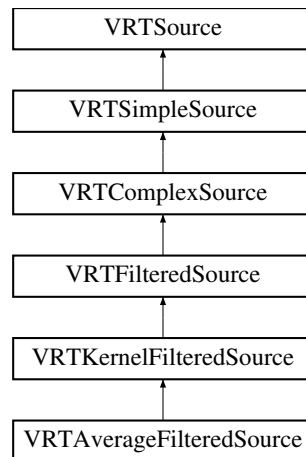 VRTSource
VRTSimpleSource
VRTComplexSource
VRTFilteredSource
VRTKernelFilteredSource
VRTAverageFilteredSource